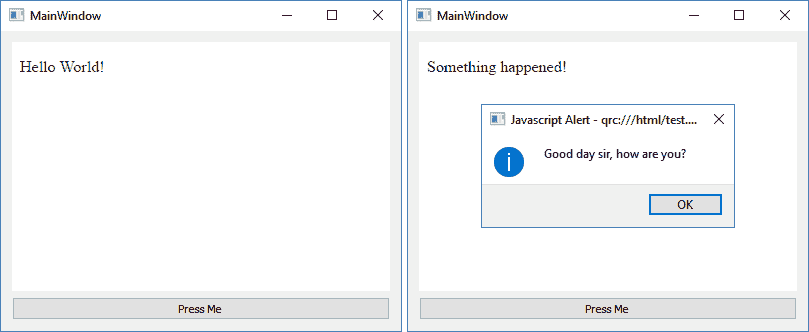 MainWindow
Hello World!
Press Me
MainWindow
Something happened!
Javascript Alert - qrc:///html/test....
Good day sir, how are you?
OK
Press Me